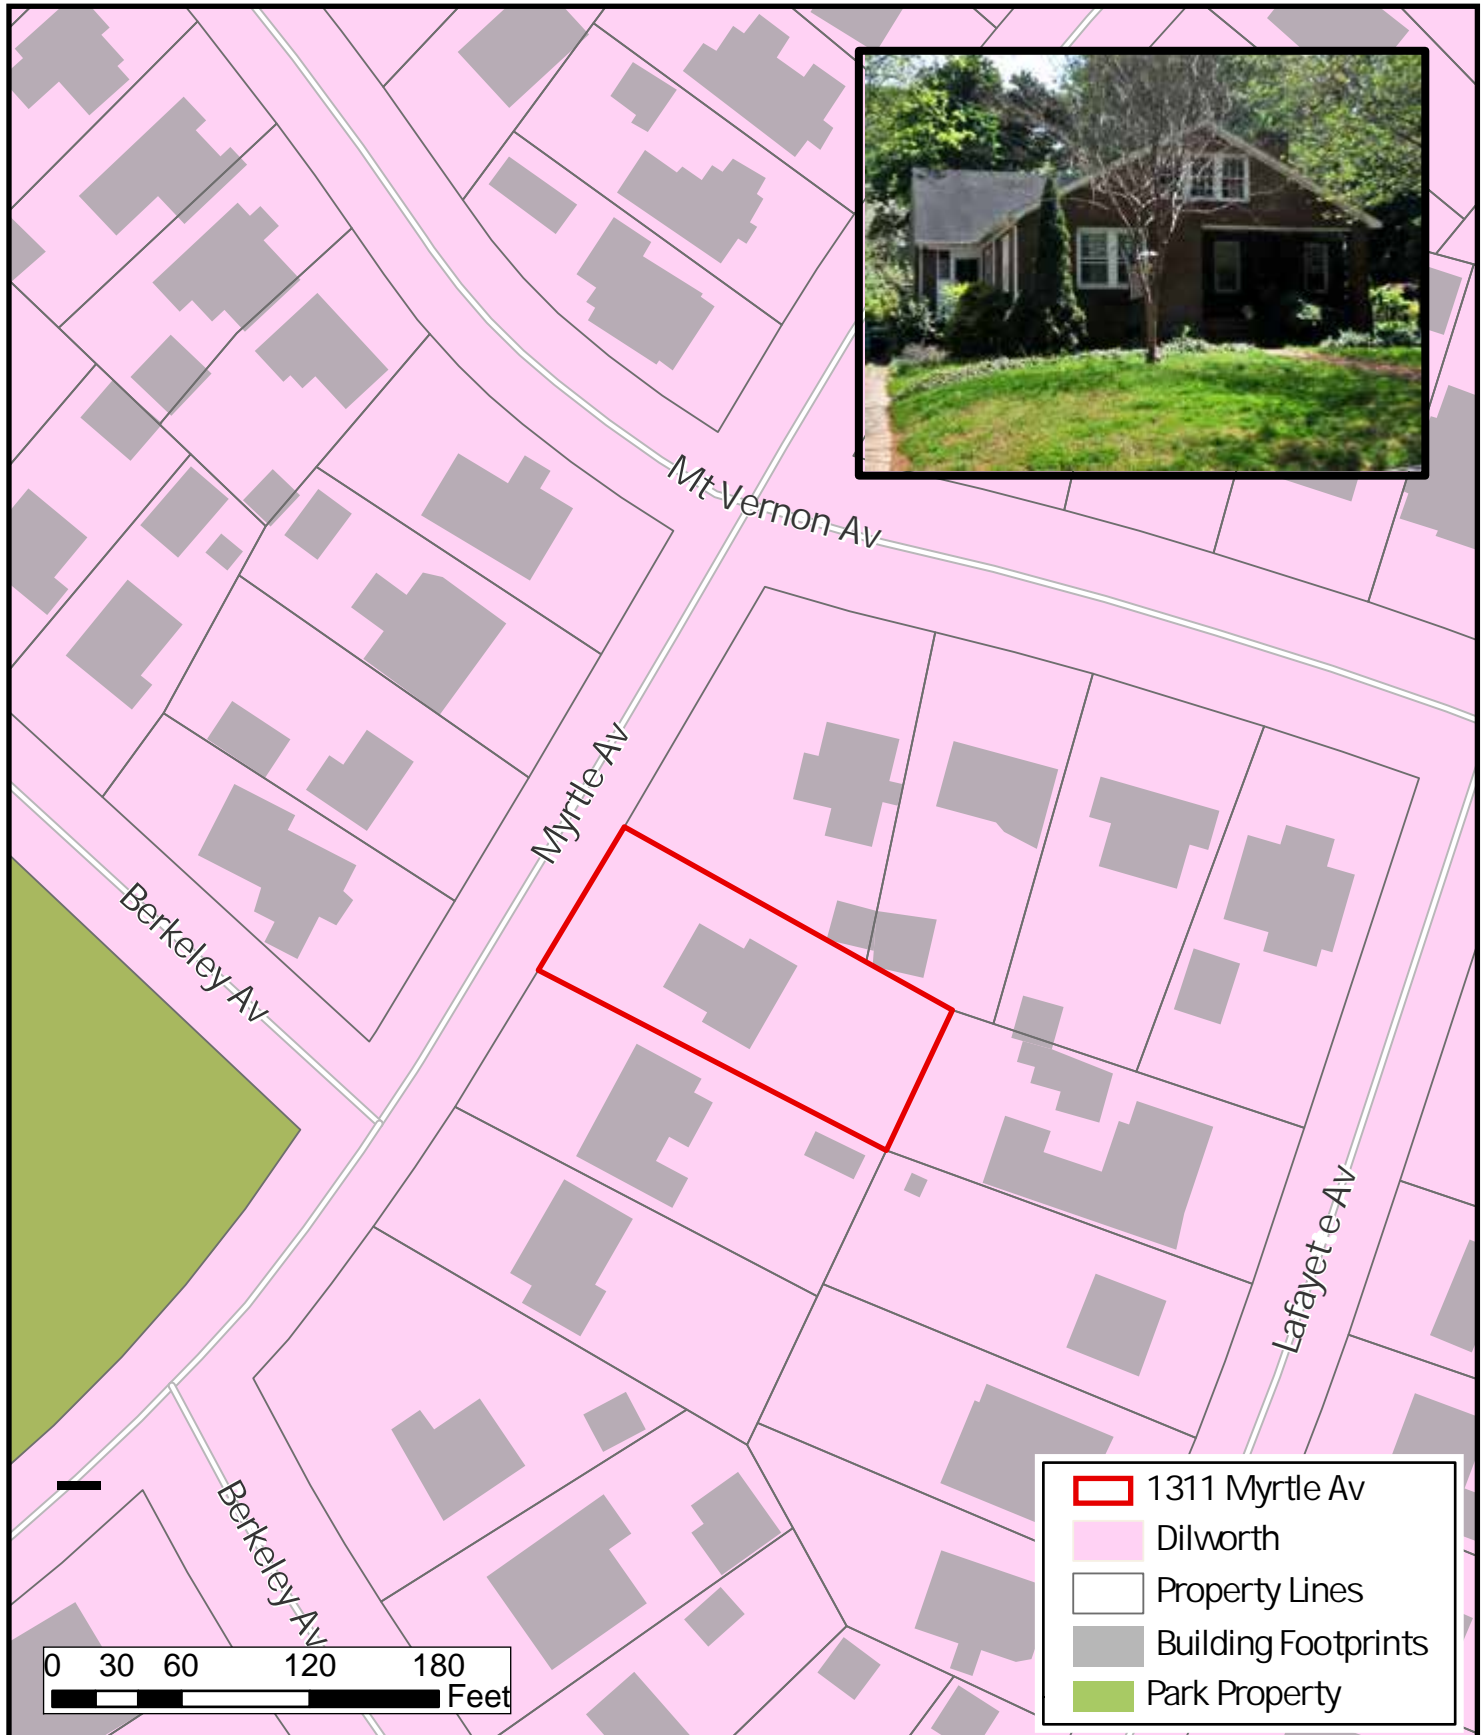 Mt Vernon Av
Myrtle Av
Berkeley Av
Lafayette Av
Berkeley Av
1311 Myrtle Av
Dilworth
Property Lines
Building Footprints
Park Property
0 30 60 120 180
Feet